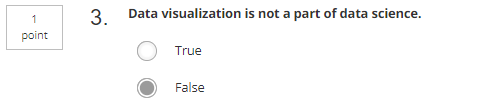 1
point
3. Data visualization is not a part of data science.
True
False